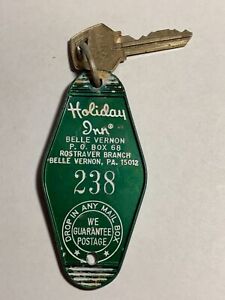 Holiday
Inn®
BELLE VERNON
P. O. BOX 68
ROSTRAVER BRANCH
BELLE VERNON, PA. 15012
238
DROP IN ANY MAIL BOX
WE
GUARANTEE
POSTAGE